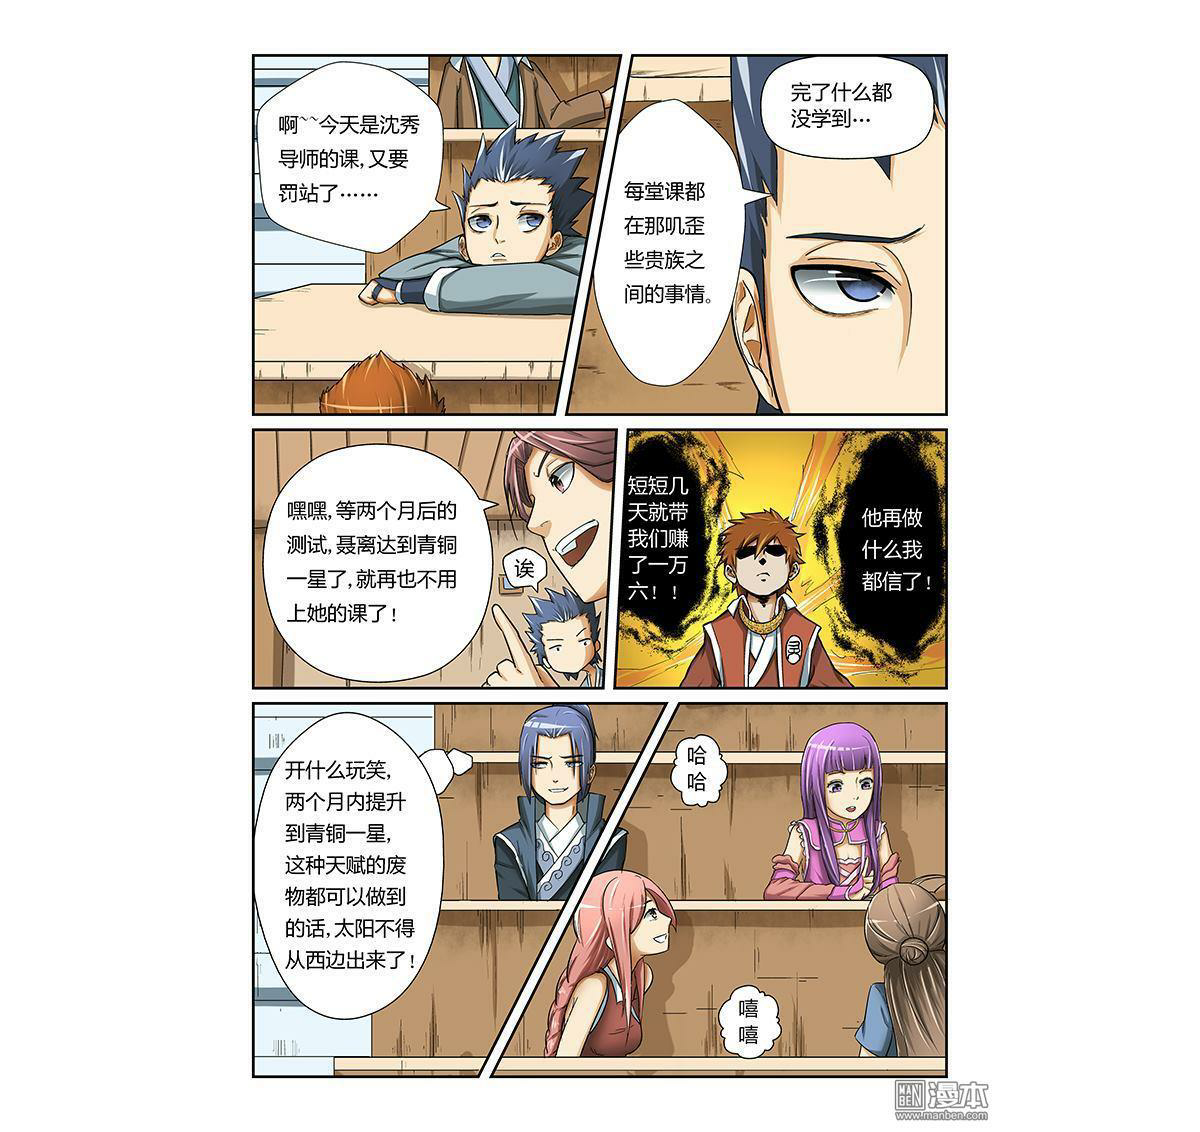 啊~~今天是沈秀
导师的课,又要
罚站了……
完了什么都
没学到…
每堂课都
在那叽歪
些贵族之
间的事情。
嘿嘿,等两个月后的
测试,聂离达到青铜
一星了,就再也不用
上她的课了!
诶
短短几
天就带
我们赚
了一万
六!!
他再做
什么我
都信了!
开什么玩笑,
两个月内提升
到青铜一星,
这种天赋的废
物都可以做到
的话,太阳不得
从西边出来了!
哈
哈
嘻
嘻
MAN
BEN
漫本
www.manben.com